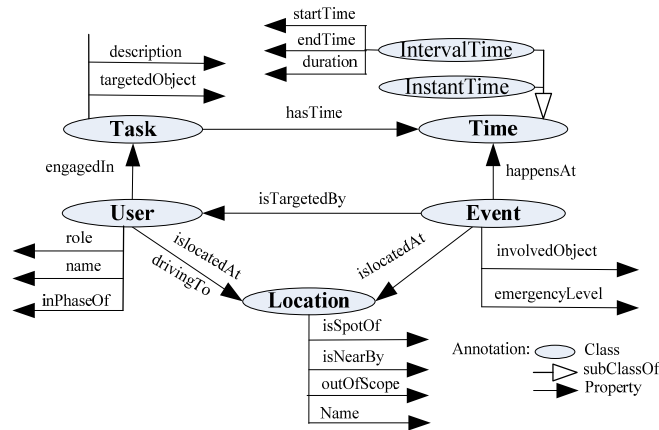 startTime
endTime
duration
IntervalTime
InstantTime
description
targetedObject
Task
hasTime
Time
engagedIn
happensAt
User
isTargetedBy
Event
role
name
inPhaseOf
islocatedAt
drivingTo
islocatedAt
involvedObject
emergencyLevel
Location
isSpotOf
isNearBy
outOfScope
Name
Annotation: Class
subClassOf
Property